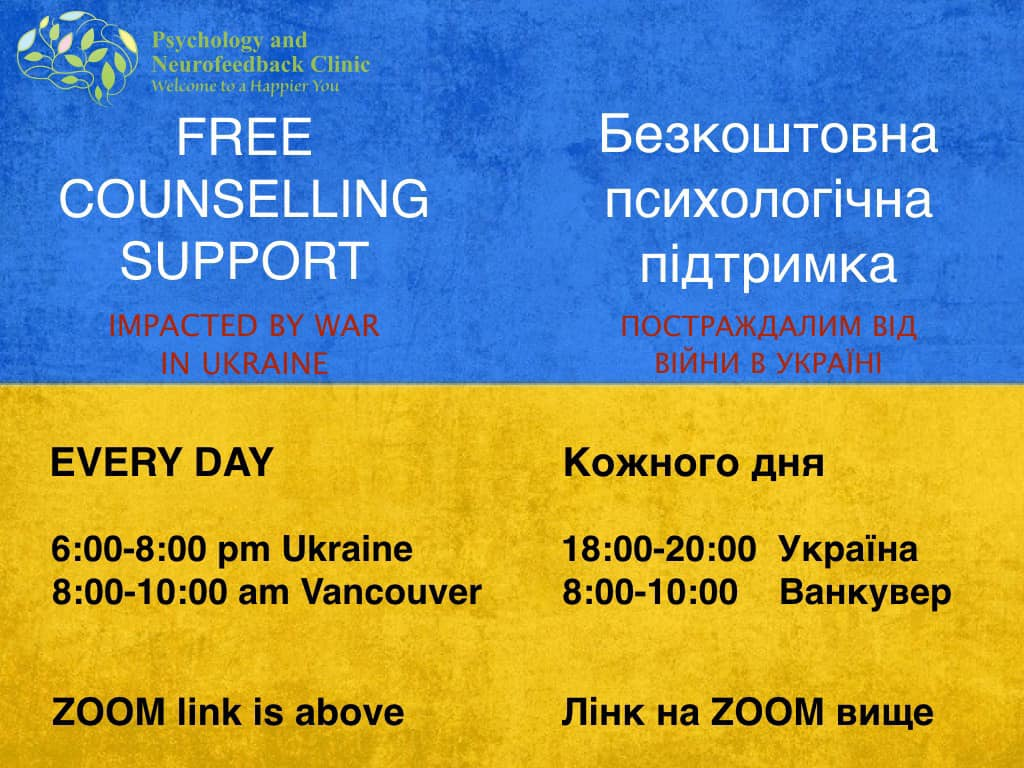 Psychology and
Neurofeedback Clinic
Welcome to a Happier You
FREE
COUNSELLING
SUPPORT
IMPACTED BY WAR
IN UKRAINE
Безкоштовна
психологічна
підтримка
ПОСТРАЖДАЛИМ ВІД
ВІЙНИ В УКРАЇНІ
EVERY DAY
6:00-8:00 pm Ukraine
8:00-10:00 am Vancouver
ZOOM link is above
Кожного дня
18:00-20:00 Україна
8:00-10:00 Ванкувер
Лінк на ZOOM вище